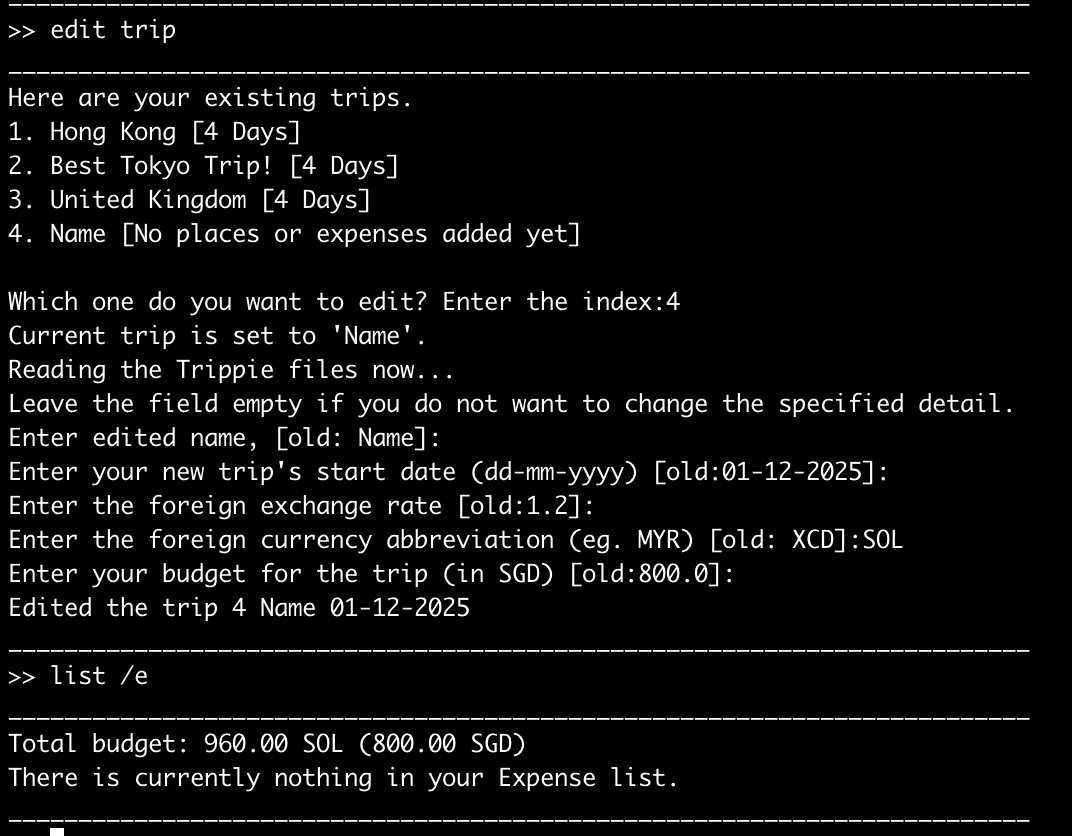 >> edit trip
Here are your existing trips.
1. Hong Kong [4 Days]
2. Best Tokyo Trip! [4 Days]
3. United Kingdom [4 Days]
4. Name [No places or expenses added yet]
Which one do you want to edit? Enter the index:4
Current trip is set to 'Name'.
Reading the Trippie files now...
Leave the field empty if you do not want to change the specified detail.
Enter edited name, [old: Name]:
Enter your new trip's start date (dd-mm-yyyy) [old:01-12-2025]:
Enter the foreign exchange rate [old:1.2]:
Enter the foreign currency abbreviation (eg. MYR) [old: XCD]:SOL
Enter your budget for the trip (in SGD) [old:800.0]:
Edited the trip 4 Name 01-12-2025
>> list /e
Total budget: 960.00 SOL (800.00 SGD)
There is currently nothing in your Expense list.